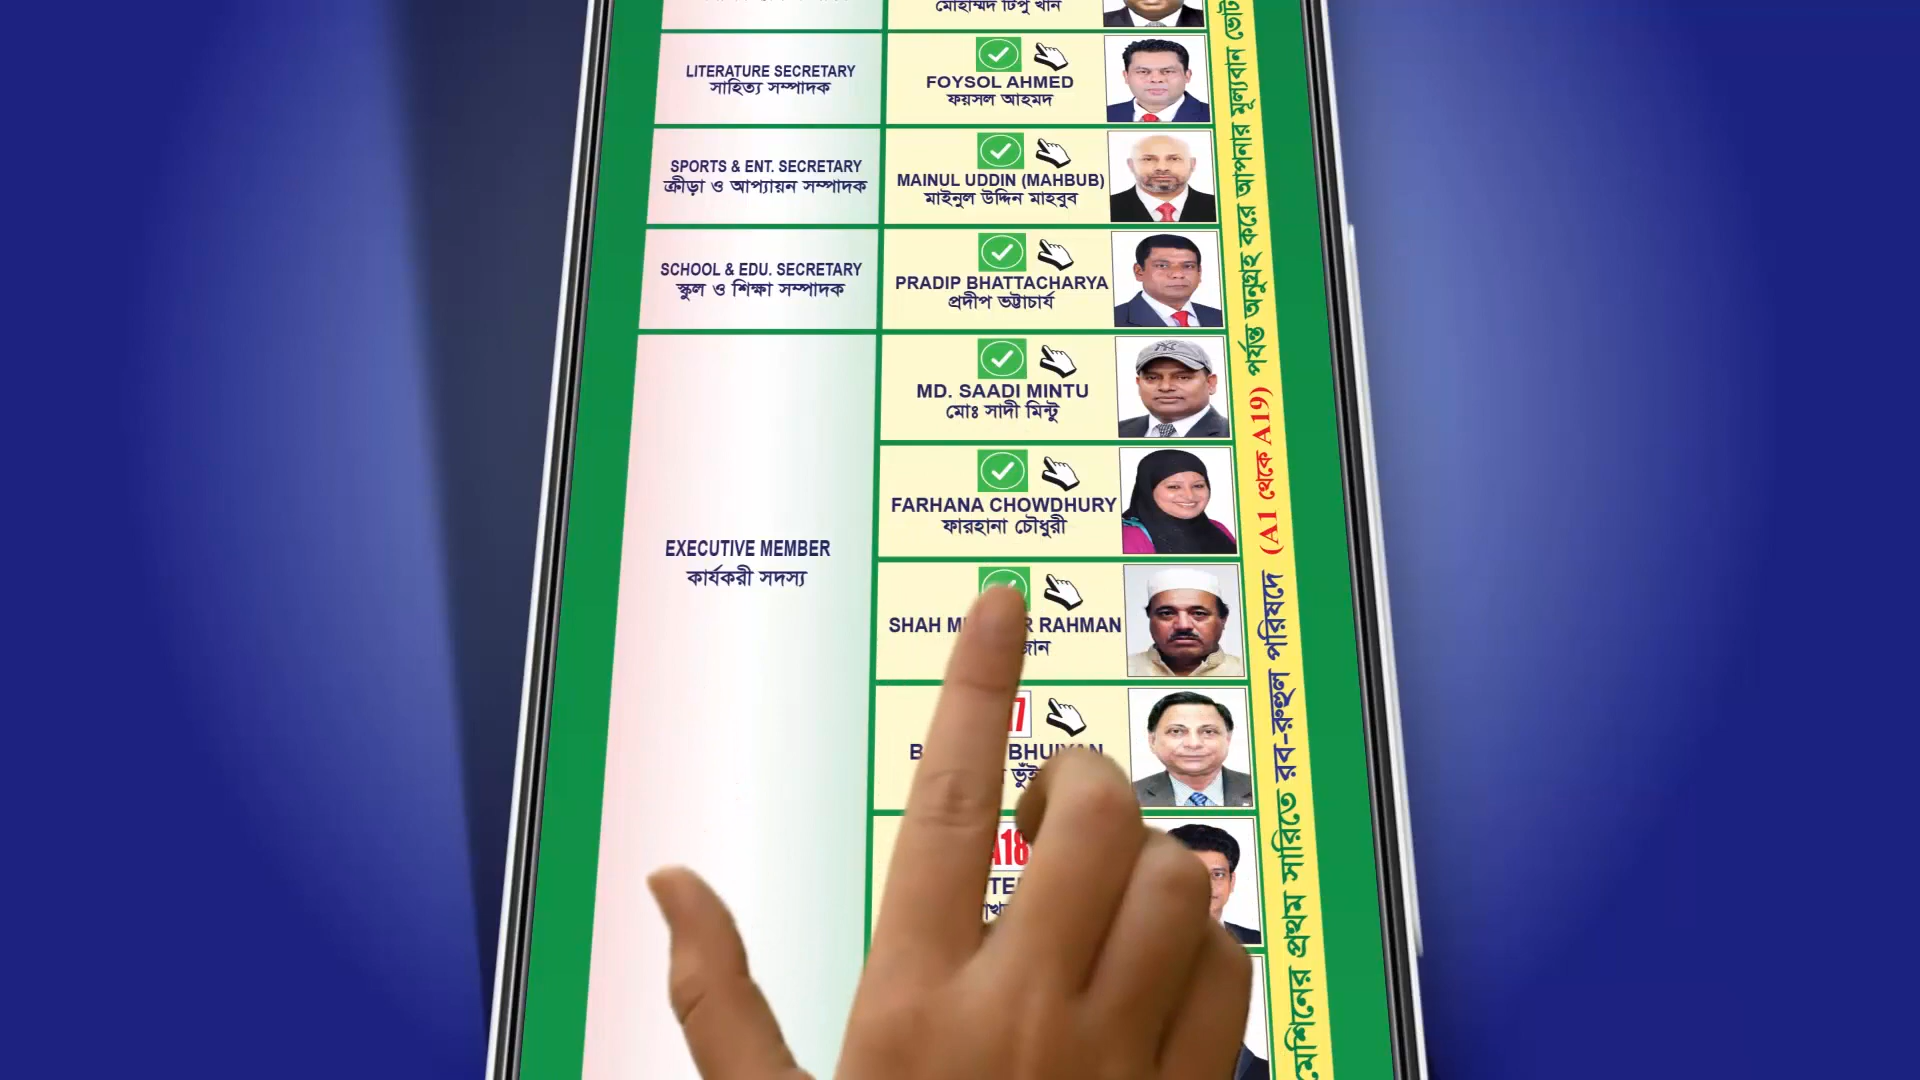 মোহাম্মদ টিপু খান
LITERATURE SECRETARY
সাহিত্য সম্পাদক
FOYSOL AHMED
ফয়সল আহমদ
SPORTS & ENT. SECRETARY
ক্রীড়া ও আপ্যায়ন সম্পাদক
MAINUL UDDIN (MAHBUB)
মাইনুল উদ্দিন মাহবুব
SCHOOL & EDU. SECRETARY
স্কুল ও শিক্ষা সম্পাদক
PRADIP BHATTACHARYA
প্রদীপ ভট্টাচার্য
EXECUTIVE MEMBER
কার্যকরী সদস্য
MD. SAADI MINTU
মোঃ সাদী মিন্টু
FARHANA CHOWDHURY
ফারহানা চৌধুরী
SHAH RAHMAN
BHUIYAN
A18
মেশিনের প্রথম সারিতে রব-রুহুল পরিষদে (A1 থেকে A19) পর্যন্ত অনুগ্রহ করে আপনার মূল্যবান ভোট